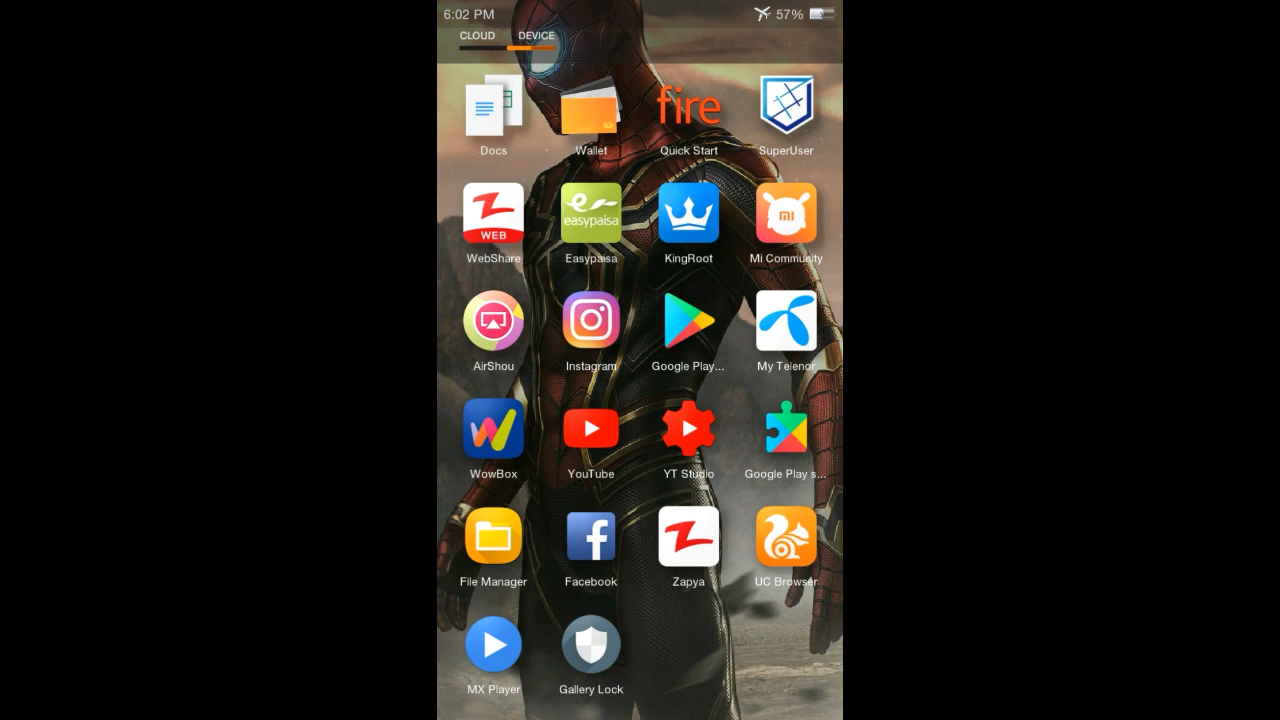 6:02 PM 57%
CLOUD DEVICE
fire
Docs Wallet Quick Start SuperUser
WEB easypaisa mi
WebShare Easypaisa KingRoot Mi Community
AirShou Instagram Google Play... My Telenor
WowBox YouTube YT Studio Google Play s...
File Manager Facebook Zapya UC Browser
MX Player Gallery Lock